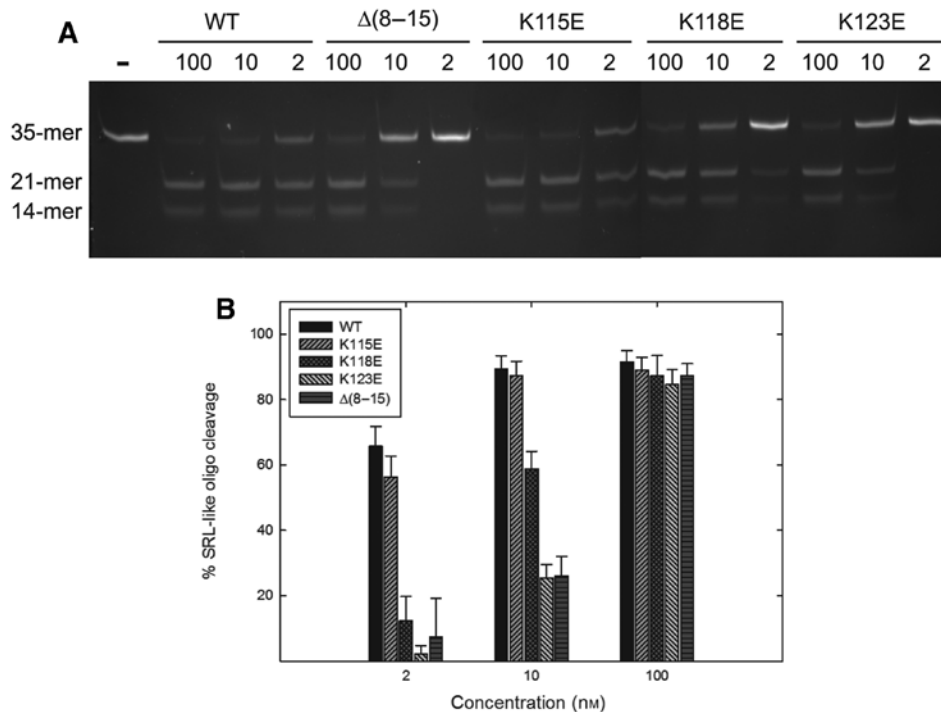 A
WT Δ(8–15) K115E K118E K123E
– 100 10 2 100 10 2 100 10 2 100 10 2 100 10 2
35-mer
21-mer
14-mer
B
100
80
60
40
20
% SRL-like oligo cleavage
WT
K115E
K118E
K123E
Δ(8–15)
2 10 100
Concentration (nM)